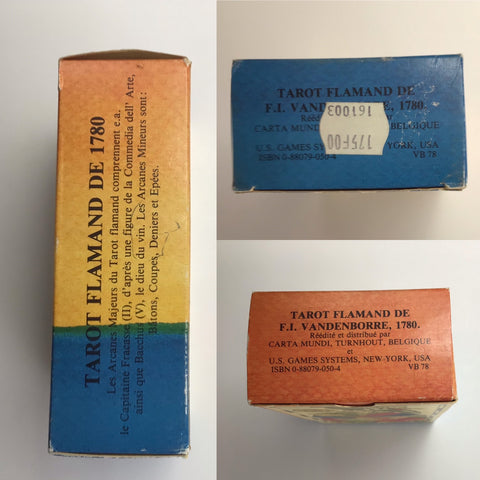 TAROT FLAMAND DE 1780
Les Arcanes Majeurs du Tarot flamand comprennent e.a.
le Capitaine Fracasse (II), d'après une figure de la Commedia dell' Arte,
ainsi que Bacchus (V), le dieu du vin. Les Arcanes Mineurs sont:
Bâtons, Coupes, Deniers et Epées.
TAROT FLAMAND DE
F.I. VANDENBORRE, 1780.
Réédité par
CARTA MUNDI, BELGIQUE
U.S. GAMES SYSTEMS, YORK, USA
ISBN 0-88079-050-4 VB 78
161003
175F00
TAROT FLAMAND DE
F.I. VANDENBORRE, 1780.
Réédité et distribué par
CARTA MUNDI, TURNHOUT, BELGIQUE
et
U.S. GAMES SYSTEMS, NEW-YORK, USA
ISBN 0-88079-050-4 VB 78